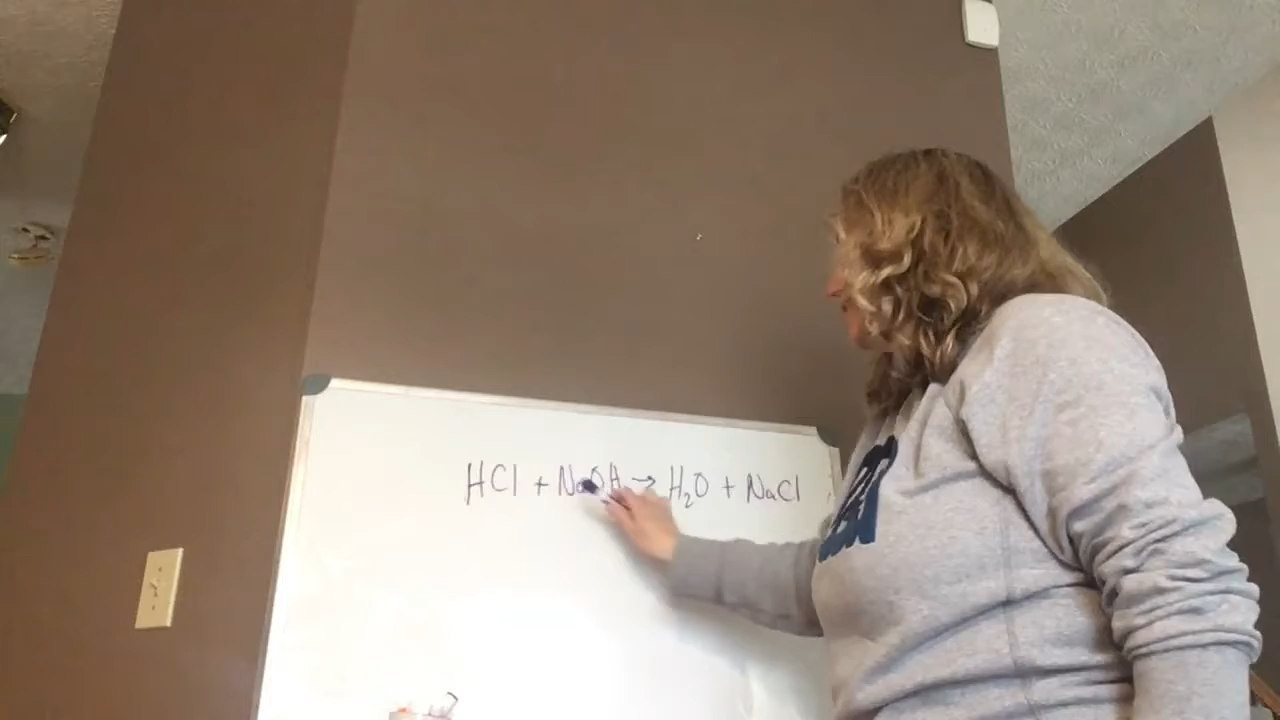 HCl + NaOH → H₂O + NaCl